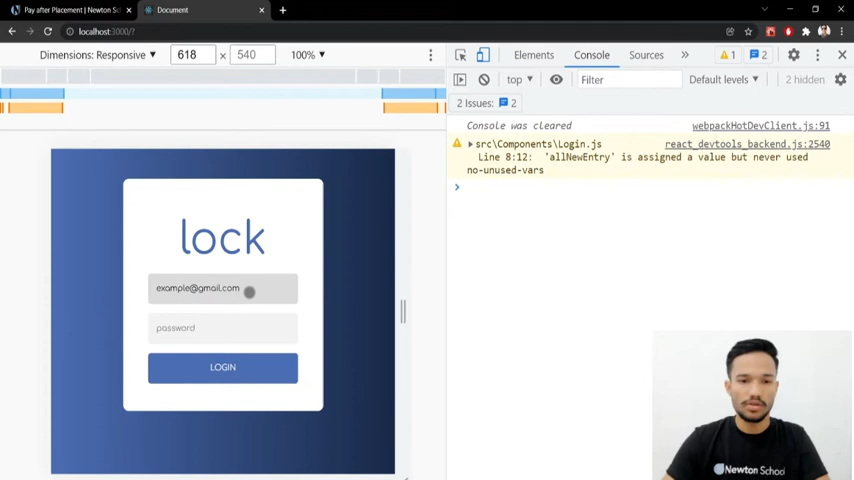 Pay after Placement | Newton S
Document
localhost:3000/?
Dimensions: Responsive
618
540
100%
Elements
Console
Sources
1
2
top
Filter
Default levels
2 hidden
2 Issues:
2
Console was cleared
webpackHotDevClient.js:91
src\Components\Login.js
react_devtools_backend.js:2540
Line 8:12: 'allNewEntry' is assigned a value but never used
no-unused-vars
lock
example@gmail.com
password
LOGIN
Newton School